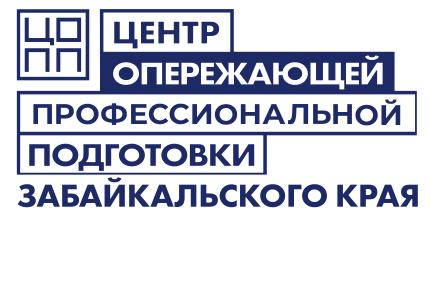 ЦО
ПП
ЦЕНТР
ОПЕРЕЖАЮЩЕЙ
ПРОФЕССИОНАЛЬНОЙ
ПОДГОТОВКИ
ЗАБАЙКАЛЬСКОГО КРАЯ